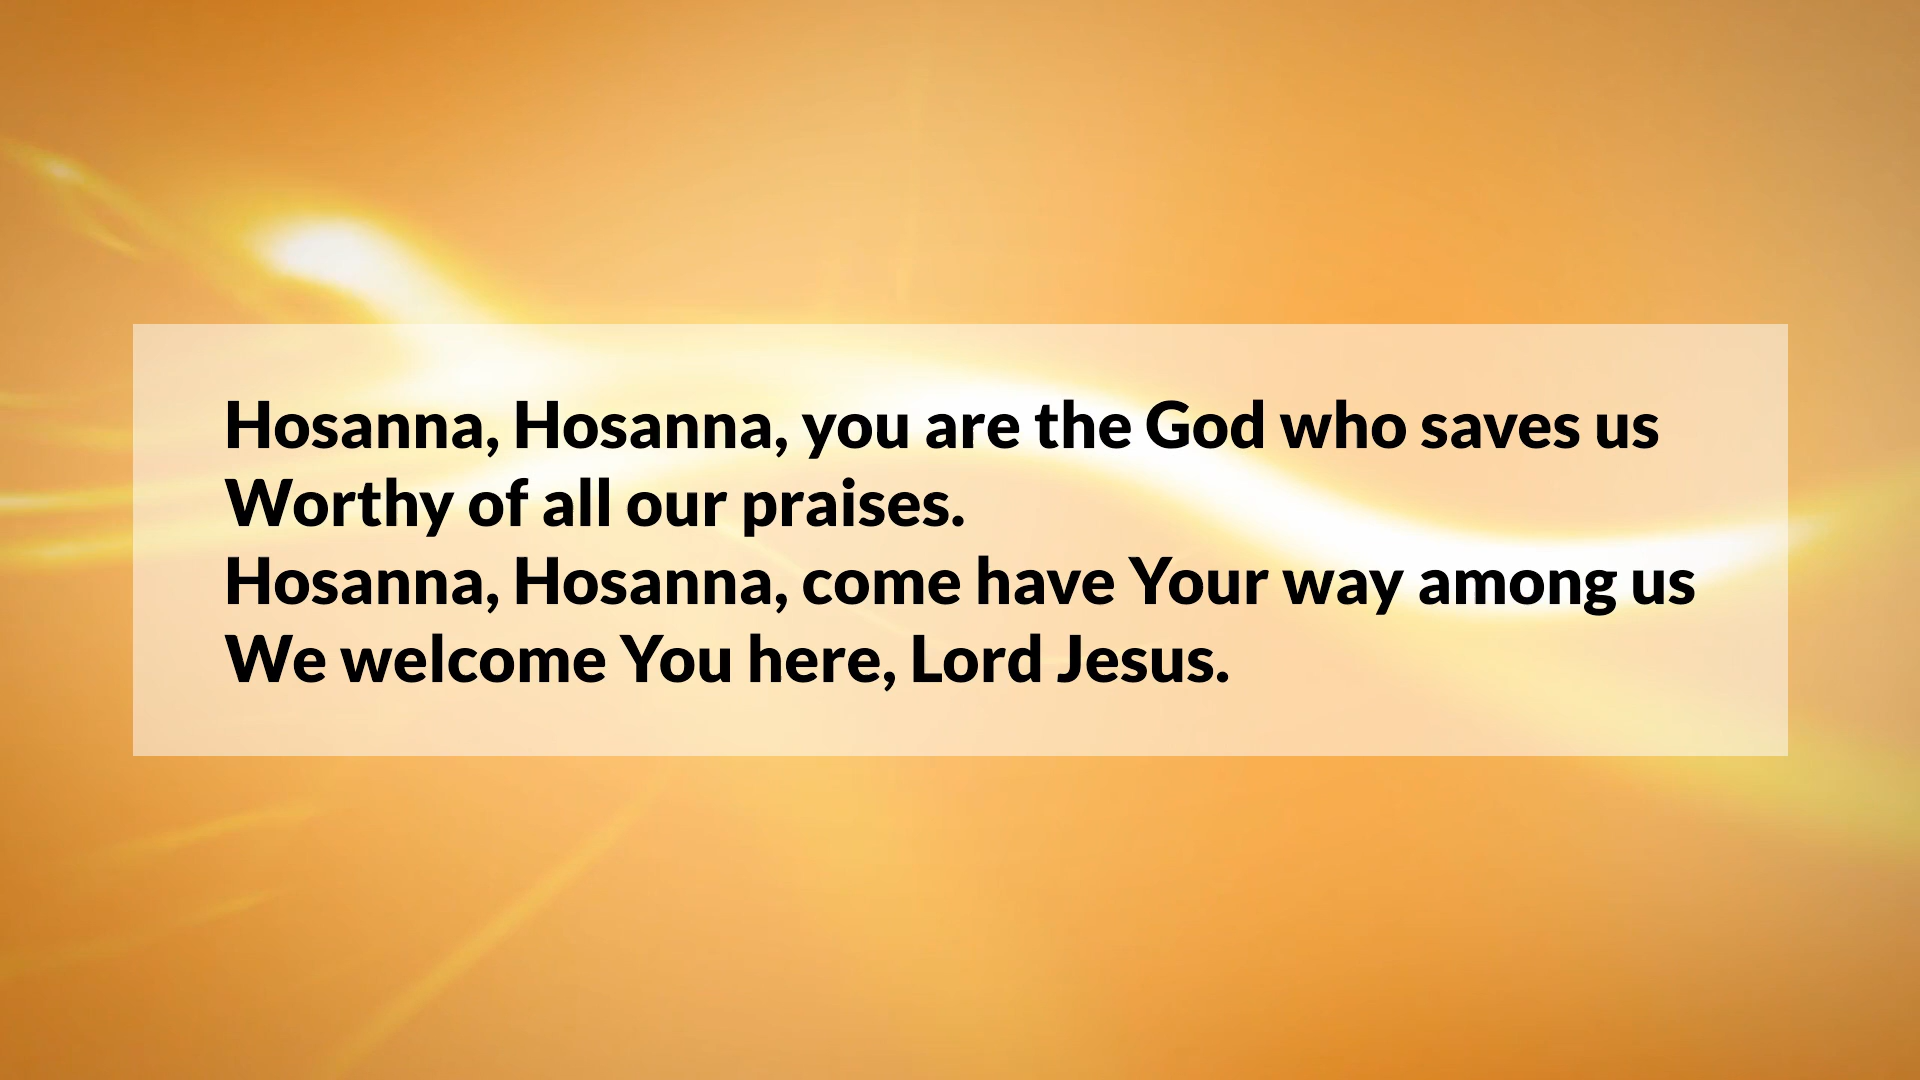 Hosanna, Hosanna, you are the God who saves us
Worthy of all our praises.
Hosanna, Hosanna, come have Your way among us
We welcome You here, Lord Jesus.